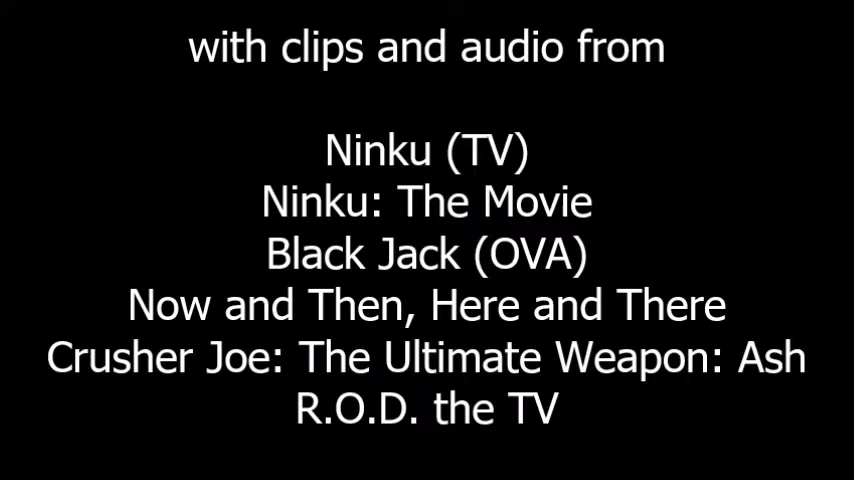 with clips and audio from
Ninku (TV)
Ninku: The Movie
Black Jack (OVA)
Now and Then, Here and There
Crusher Joe: The Ultimate Weapon: Ash
R.O.D. the TV